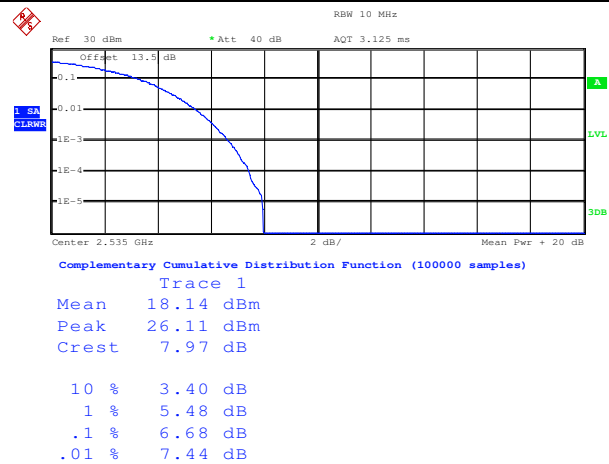 RBW 10 MHz
Ref 30 dBm * Att 40 dB AQT 3.125 ms
Offset 13.5 dB
0.1
A
0.01
1 SA
CLRWR
LVL
1E-3
1E-4
1E-5
3DB
Center 2.535 GHz 2 dB/ Mean Pwr + 20 dB
Complementary Cumulative Distribution Function (100000 samples)
Trace 1
Mean 18.14 dBm
Peak 26.11 dBm
Crest 7.97 dB
10 % 3.40 dB
1 % 5.48 dB
.1 % 6.68 dB
.01 % 7.44 dB